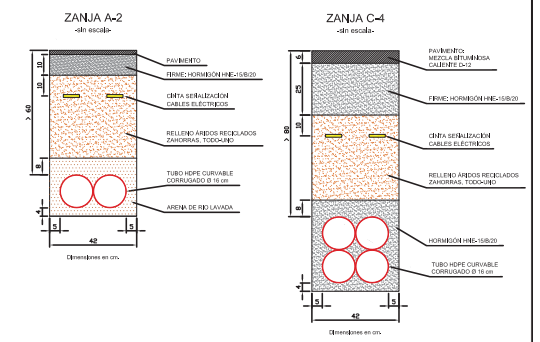 ZANJA A-2
-sin escala-
10
10
> 60
8
4
5
5
42
PAVIMENTO
FIRME: HORMIGÓN HNE-15/B/20
CINTA SEÑALIZACIÓN
CABLES ELÉCTRICOS
RELLENO ÁRIDOS RECICLADOS
ZAHORRAS, TODO-UNO
TUBO HDPE CURVABLE
CORRUGADO Ø 16 cm
ARENA DE RIO LAVADA
Dimensiones en cm.
ZANJA C-4
-sin escala-
6
25
10
> 80
8
4
5
5
42
PAVIMENTO:
MEZCLA BITUMINOSA
CALIENTE D-12
FIRME: HORMIGÓN HNE-15/B/20
CINTA SEÑALIZACIÓN
CABLES ELÉCTRICOS
RELLENO ÁRIDOS RECICLADOS
ZAHORRAS, TODO-UNO
HORMIGÓN HNE-15/B/20
TUBO HDPE CURVABLE
CORRUGADO Ø 16 cm
Dimensiones en cm.